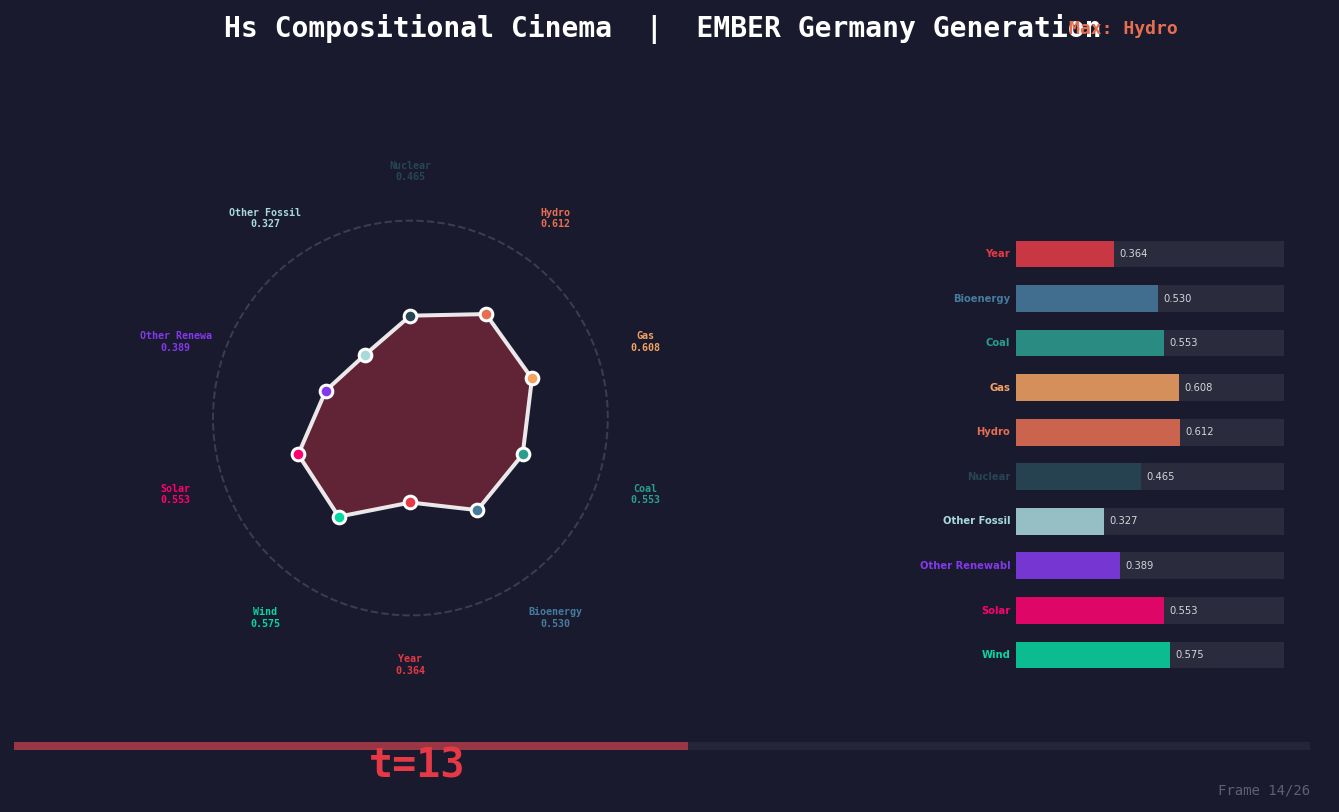 Hs Compositional Cinema | EMBER Germany Generation
Max: Hydro
Nuclear
0.465
Other Fossil
0.327
Hydro
0.612
Other Renewa
0.389
Gas
0.608
Solar
0.553
Coal
0.553
Wind
0.575
Bioenergy
0.530
Year
0.364
Year 0.364
Bioenergy 0.530
Coal 0.553
Gas 0.608
Hydro 0.612
Nuclear 0.465
Other Fossil 0.327
Other Renewabl 0.389
Solar 0.553
Wind 0.575
t=13
Frame 14/26